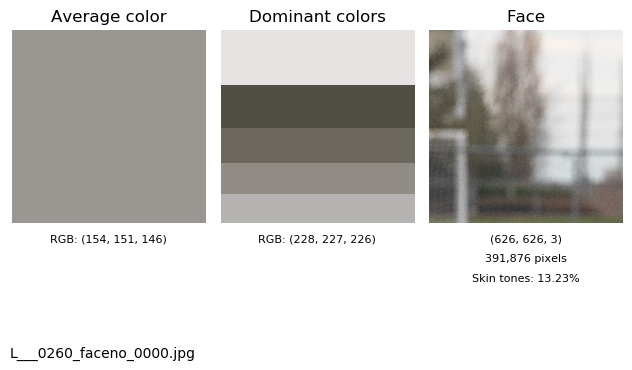 Average color
Dominant colors
Face
RGB: (154, 151, 146)
RGB: (228, 227, 226)
(626, 626, 3)
391,876 pixels
Skin tones: 13.23%
L___0260_faceno_0000.jpg